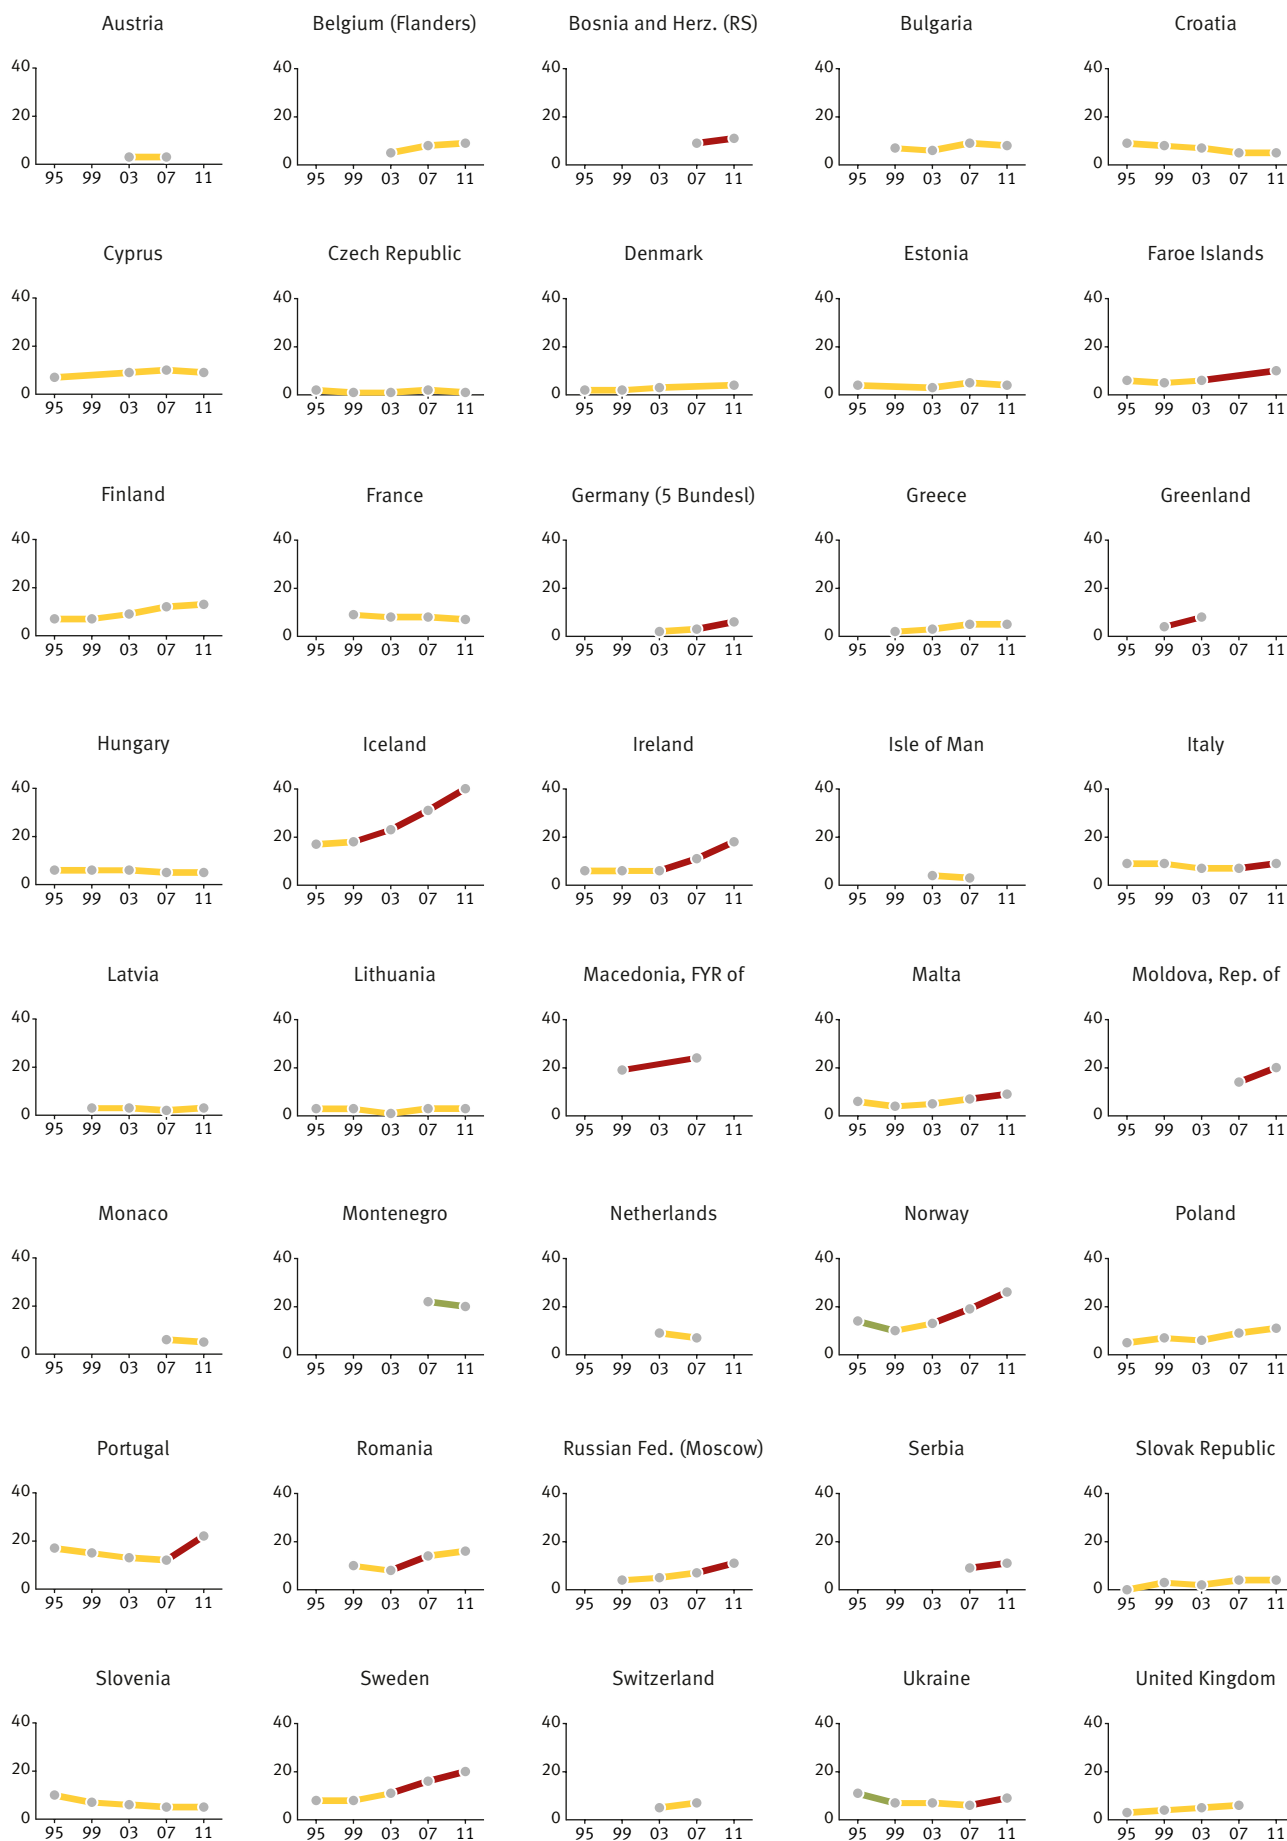 Austria Belgium (Flanders) Bosnia and Herz. (RS) Bulgaria Croatia
40 40 40 40 40
20 20 20 20 20
0 0 0 0 0
95 99 03 07 11 95 99 03 07 11 95 99 03 07 11 95 99 03 07 11 95 99 03 07 11
Cyprus Czech Republic Denmark Estonia Faroe Islands
40 40 40 40 40
20 20 20 20 20
0 0 0 0 0
95 99 03 07 11 95 99 03 07 11 95 99 03 07 11 95 99 03 07 11 95 99 03 07 11
Finland France Germany (5 Bundesl) Greece Greenland
40 40 40 40 40
20 20 20 20 20
0 0 0 0 0
95 99 03 07 11 95 99 03 07 11 95 99 03 07 11 95 99 03 07 11 95 99 03 07 11
Hungary Iceland Ireland Isle of Man Italy
40 40 40 40 40
20 20 20 20 20
0 0 0 0 0
95 99 03 07 11 95 99 03 07 11 95 99 03 07 11 95 99 03 07 11 95 99 03 07 11
Latvia Lithuania Macedonia, FYR of Malta Moldova, Rep. of
40 40 40 40 40
20 20 20 20 20
0 0 0 0 0
95 99 03 07 11 95 99 03 07 11 95 99 03 07 11 95 99 03 07 11 95 99 03 07 11
Monaco Montenegro Netherlands Norway Poland
40 40 40 40 40
20 20 20 20 20
0 0 0 0 0
95 99 03 07 11 95 99 03 07 11 95 99 03 07 11 95 99 03 07 11 95 99 03 07 11
Portugal Romania Russian Fed. (Moscow) Serbia Slovak Republic
40 40 40 40 40
20 20 20 20 20
0 0 0 0 0
95 99 03 07 11 95 99 03 07 11 95 99 03 07 11 95 99 03 07 11 95 99 03 07 11
Slovenia Sweden Switzerland Ukraine United Kingdom
40 40 40 40 40
20 20 20 20 20
0 0 0 0 0
95 99 03 07 11 95 99 03 07 11 95 99 03 07 11 95 99 03 07 11 95 99 03 07 11